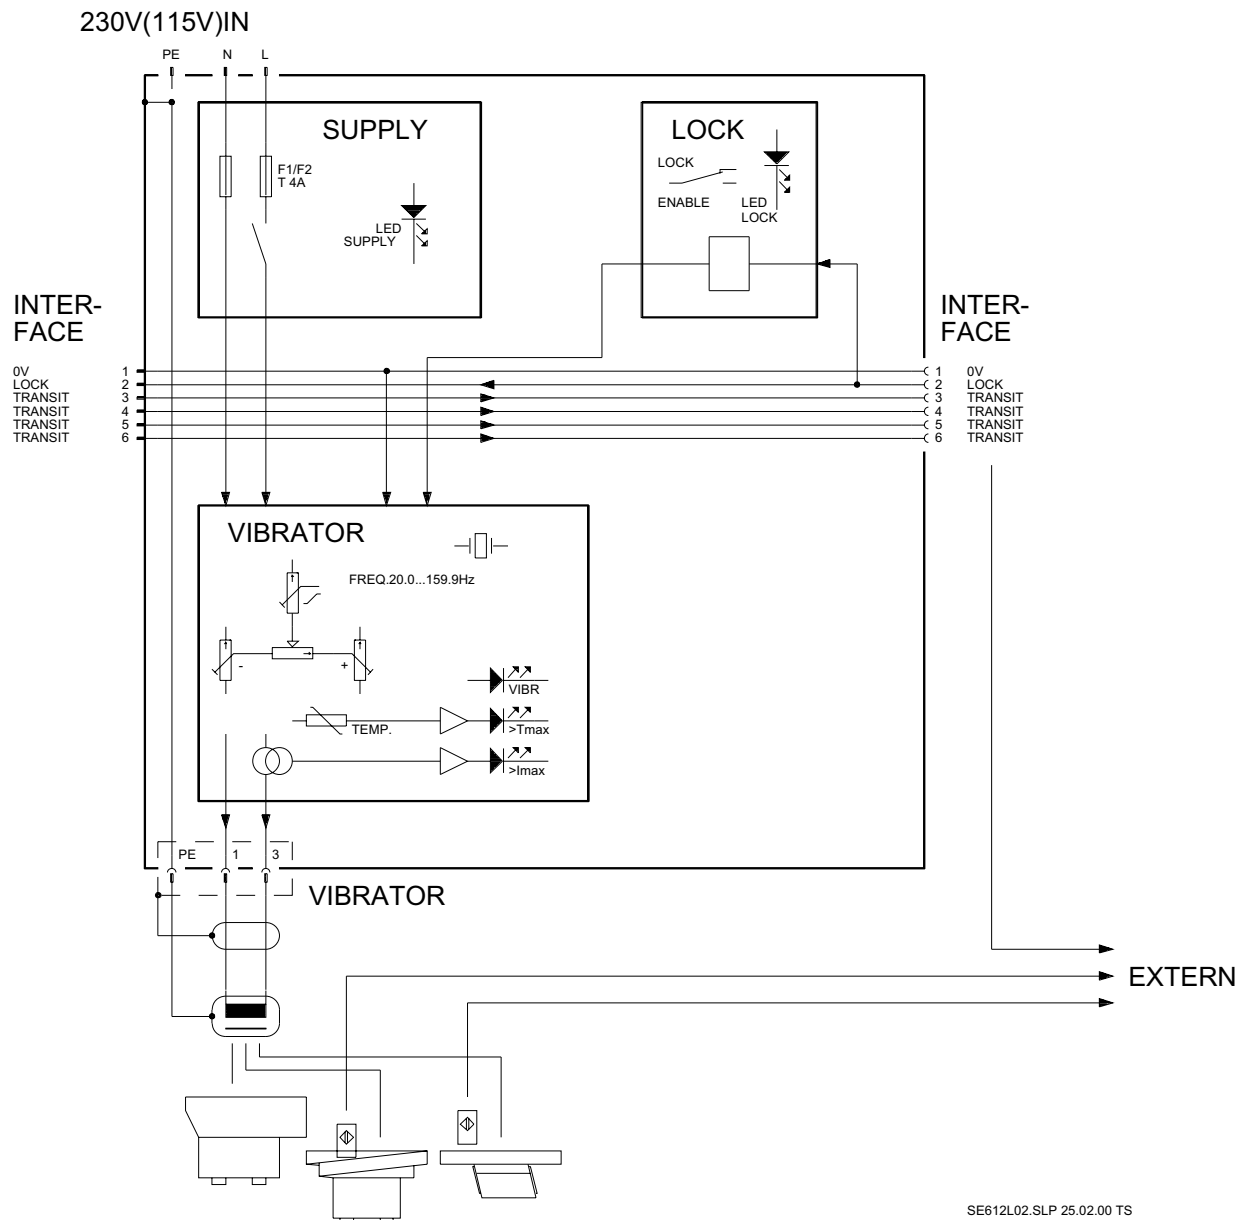 230V(115V)IN
PE N L
SUPPLY
F1/F2
T 4A
LED
SUPPLY
LOCK
LOCK
ENABLE
LED
LOCK
INTER-
FACE
0V 1
LOCK 2
TRANSIT 3
TRANSIT 4
TRANSIT 5
TRANSIT 6
INTER-
FACE
1 0V
2 LOCK
3 TRANSIT
4 TRANSIT
5 TRANSIT
6 TRANSIT
VIBRATOR
FREQ.20.0...159.9Hz
- +
VIBR
TEMP.
>Tmax
>Imax
PE 1 3
VIBRATOR
EXTERN
SE612L02.SLP 25.02.00 TS